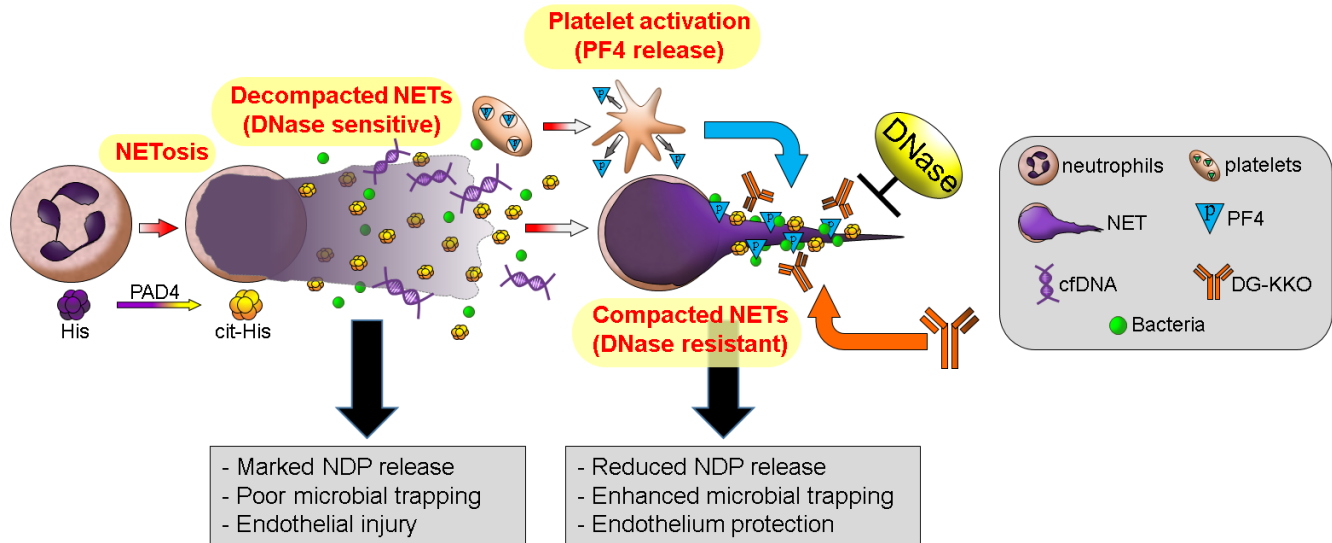 Platelet activation
(PF4 release)
Decompacted NETs
(DNase sensitive)
NETosis
P
P
P
P
P
P
DNase
His
PAD4
cit-His
P
P
P
P
P
Compacted NETs
(DNase resistant)
neutrophils
platelets
NET
P
PF4
cfDNA
DG-KKO
Bacteria
- Marked NDP release
- Poor microbial trapping
- Endothelial injury
- Reduced NDP release
- Enhanced microbial trapping
- Endothelium protection